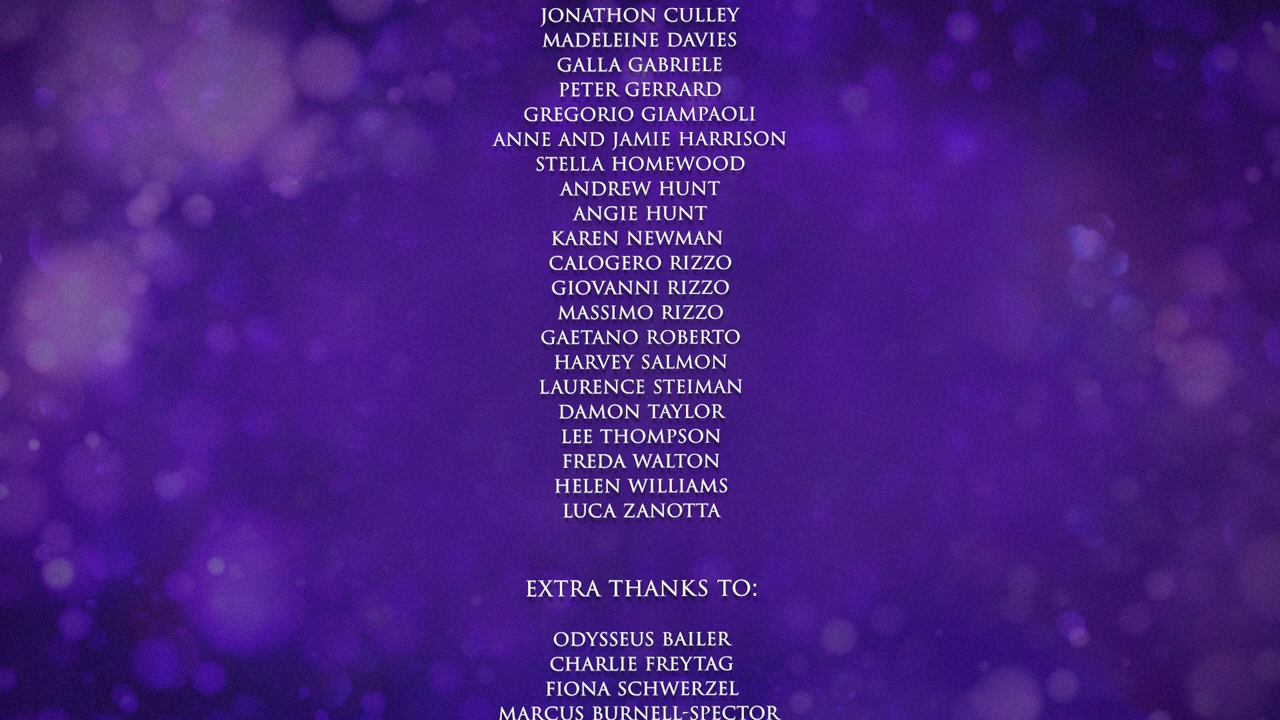 JONATHON CULLEY
MADELEINE DAVIES
GALLA GABRIELE
PETER GERRARD
GREGORIO GIAMPAOLI
ANNE AND JAMIE HARRISON
STELLA HOMEWOOD
ANDREW HUNT
ANGIE HUNT
KAREN NEWMAN
CALOGERO RIZZO
GIOVANNI RIZZO
MASSIMO RIZZO
GAETANO ROBERTO
HARVEY SALMON
LAURENCE STEIMAN
DAMON TAYLOR
LEE THOMPSON
FREDA WALTON
HELEN WILLIAMS
LUCA ZANOTTA
EXTRA THANKS TO:
ODYSSEUS BAILER
CHARLIE FREYTAG
FIONA SCHWERZEL
MARCUS BURNELL-SPECTOR